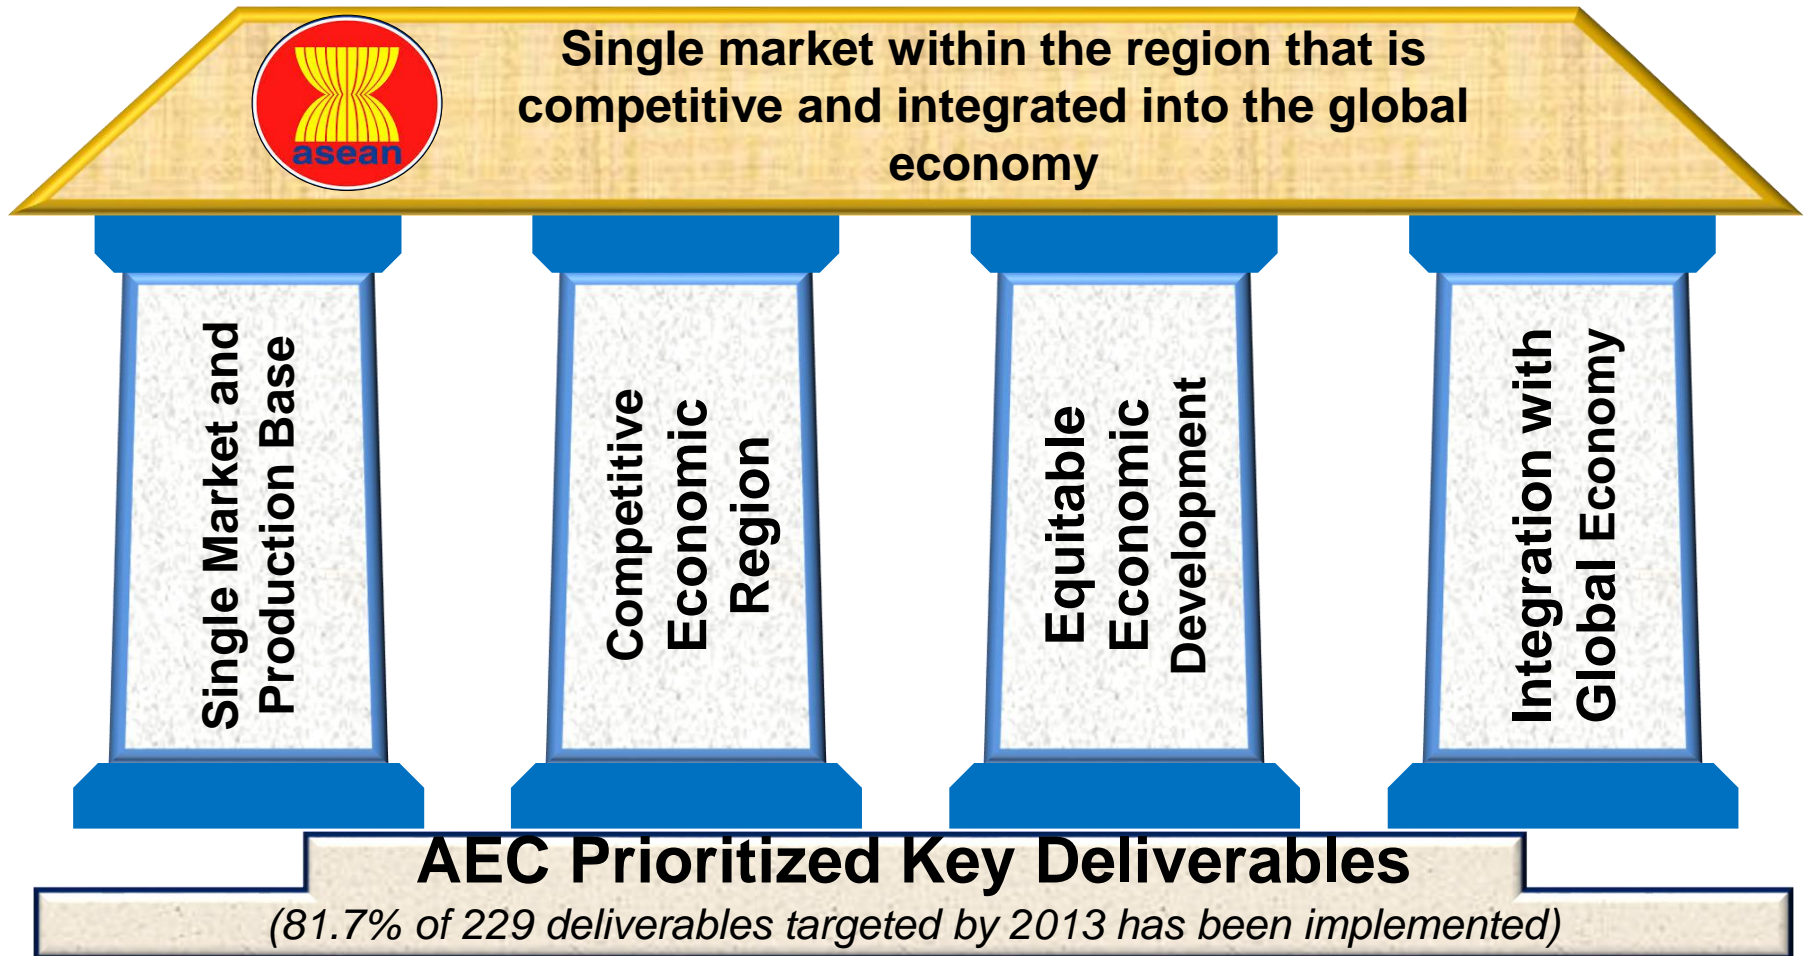 Single market within the region that is
competitive and integrated into the global
economy
asean
Single Market and
Production Base
Competitive
Economic
Region
Equitable
Economic
Development
Integration with
Global Economy
AEC Prioritized Key Deliverables
(81.7% of 229 deliverables targeted by 2013 has been implemented)